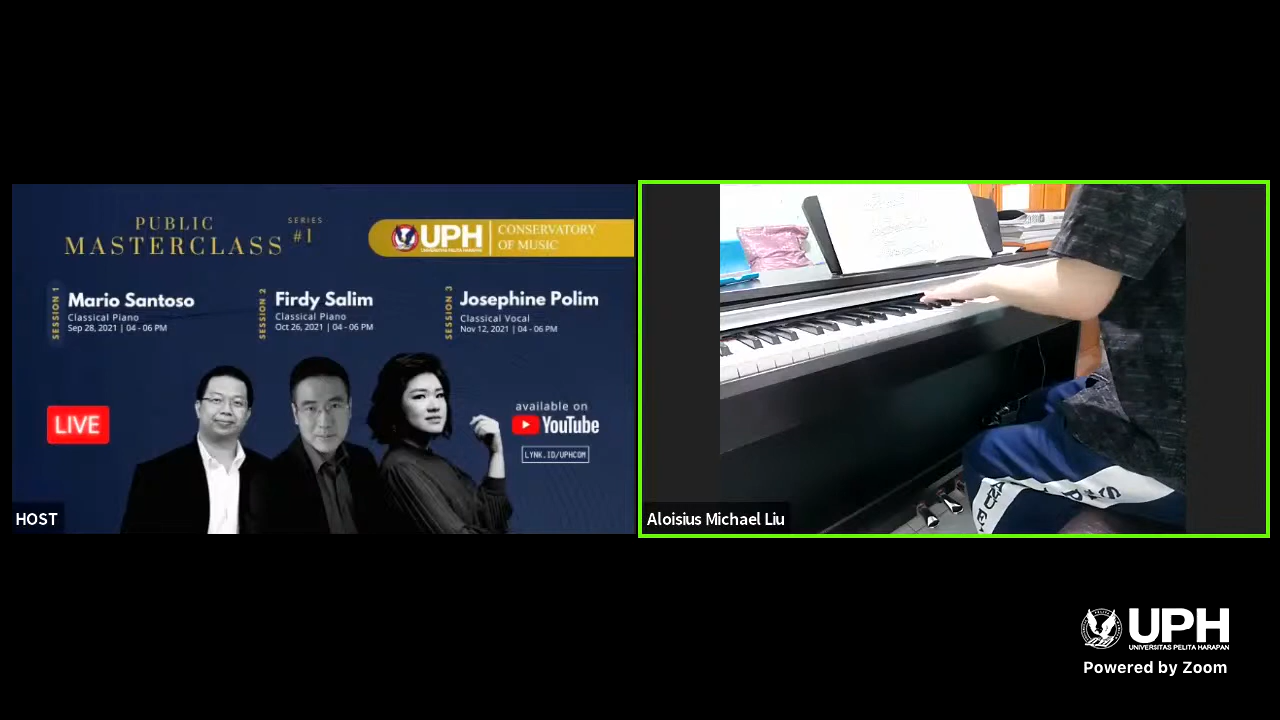 PUBLIC
MASTERCLASS
SERIES
#1
UPH
UNIVERSITAS PELITA HARAPAN
CONSERVATORY
OF MUSIC
SESSION 1
Mario Santoso
Classical Piano
Sep 28, 2021 | 04 - 06 PM
SESSION 2
Firdy Salim
Classical Piano
Oct 26, 2021 | 04 - 06 PM
SESSION 3
Josephine Polim
Classical Vocal
Nov 12, 2021 | 04 - 06 PM
LIVE
available on
YouTube
LYNK.ID/UPHCOM
HOST
Aloisius Michael Liu
UPH
UNIVERSITAS PELITA HARAPAN
Powered by Zoom